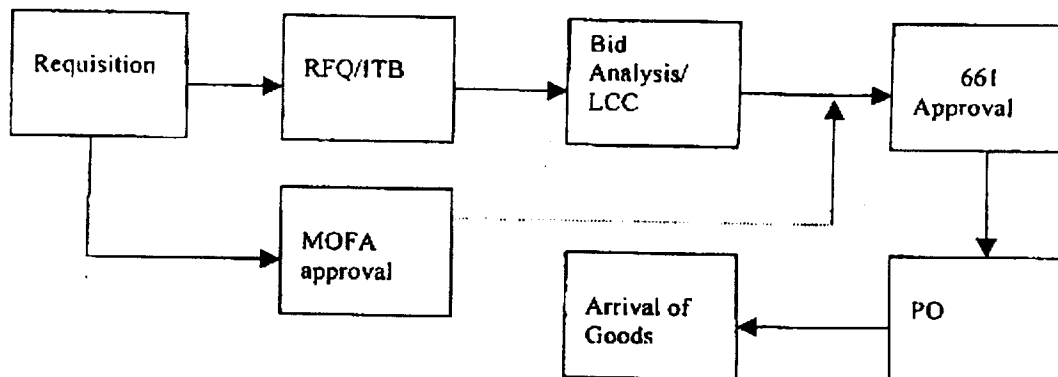 Requisition
RFQ/ITB
Bid
Analysis/
LCC
661
Approval
MOFA
approval
Arrival of
Goods
PO